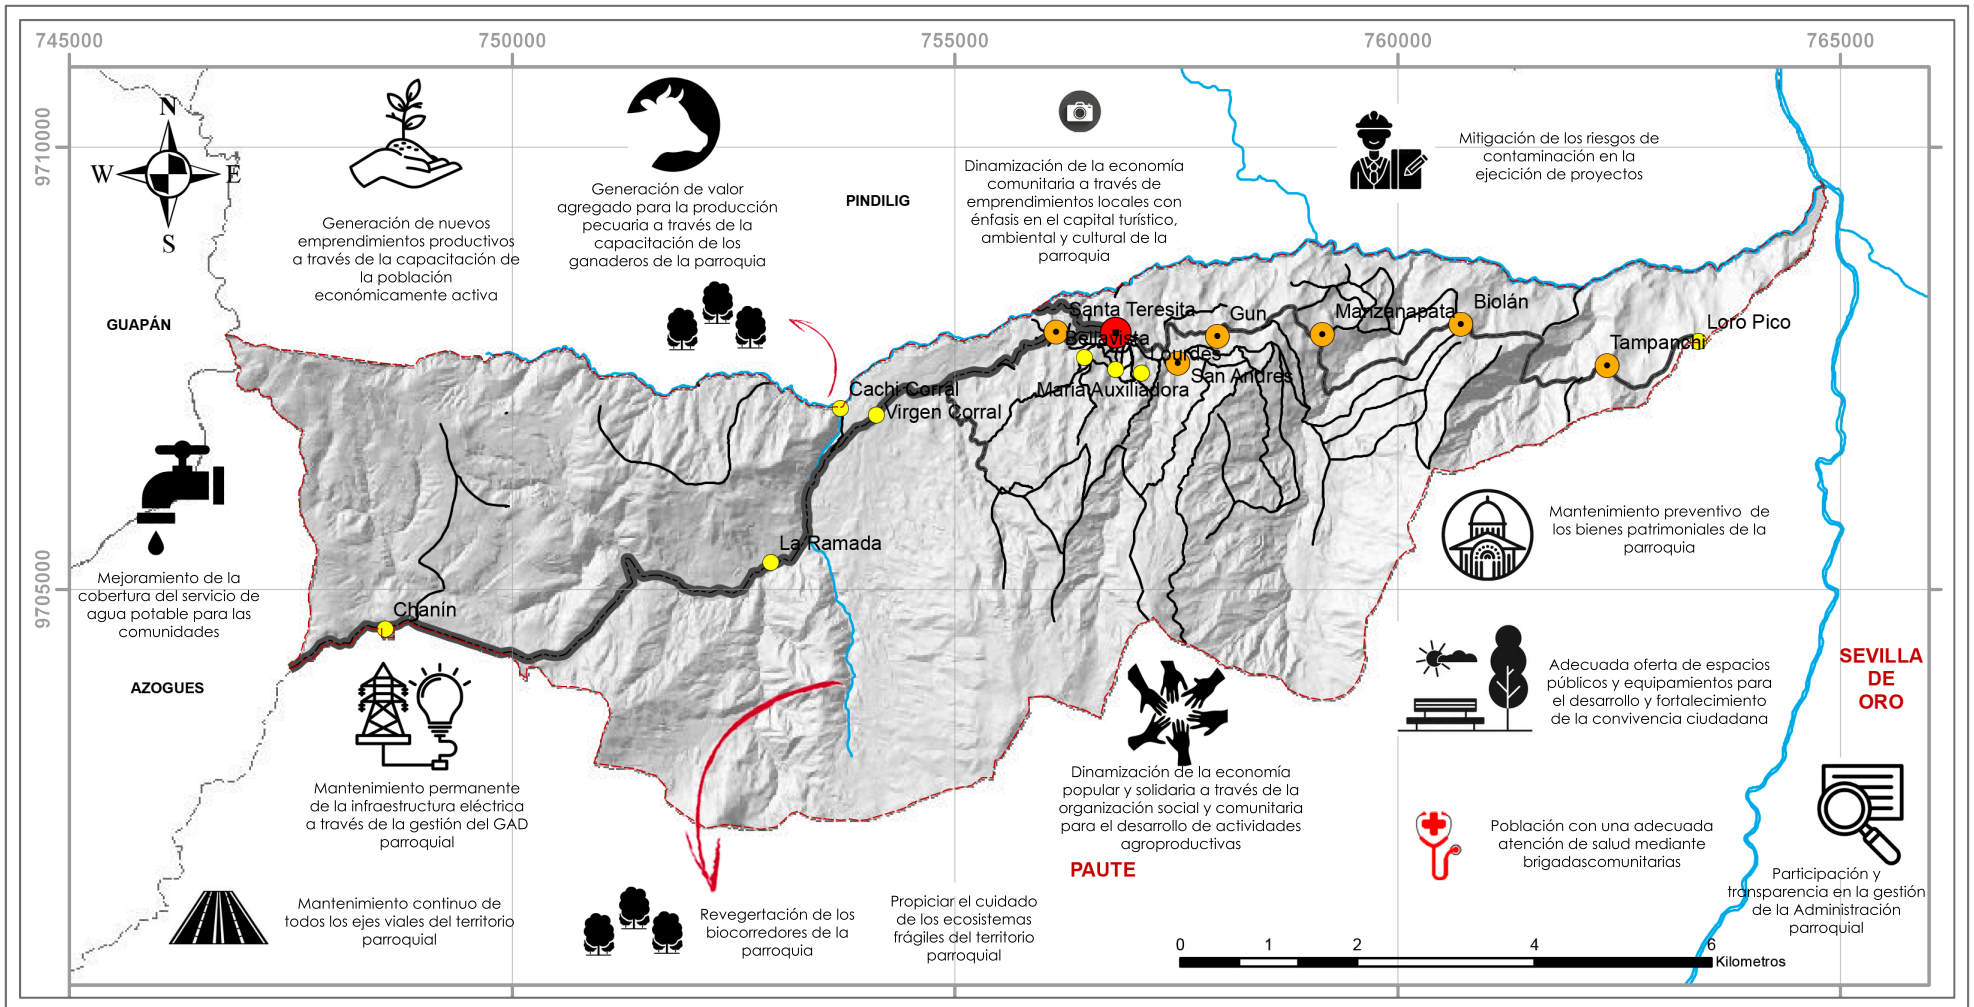 745000
750000
755000
760000
765000
9710000
9705000
N
W
E
S
Generación de nuevos
emprendimientos productivos
a través de la capacitación de
la población
económicamente activa
Generación de valor
agregado para la producción
pecuaria a través de la
capacitación de los
ganaderos de la parroquia
PINDILIG
Dinamización de la economía
comunitaria a través de
emprendimientos locales con
énfasis en el capital turístico,
ambiental y cultural de la
parroquia
Mitigación de los riesgos de
contaminación en la
ejecición de proyectos
GUAPÁN
Santa Teresita
Gun
Manzanapata
Biolán
Loro Pico
Bellavista
Lourdes
Tampanchi
San Andres
Maria Auxiliadora
Cachi Corral
Virgen Corral
La Ramada
Chanín
Mejoramiento de la
cobertura del servicio de
agua potable para las
comunidades
AZOGUES
Mantenimiento preventivo de
los bienes patrimoniales de la
parroquia
Adecuada oferta de espacios
públicos y equipamientos para
el desarrollo y fortalecimiento
de la convivencia ciudadana
SEVILLA
DE
ORO
Mantenimiento permanente
de la infraestructura eléctrica
a través de la gestión del GAD
parroquial
Dinamización de la economía
popular y solidaria a través de la
organización social y comunitaria
para el desarrollo de actividades
agroproductivas
PAUTE
Población con una adecuada
atención de salud mediante
brigadascomunitarias
Participación y
transparencia en la gestión
de la Administración
parroquial
Mantenimiento continuo de
todos los ejes viales del territorio
parroquial
Revegertación de los
biocorredores de la
parroquia
Propiciar el cuidado
de los ecosistemas
frágiles del territorio
parroquial
0 1 2 4 6
Kilometros